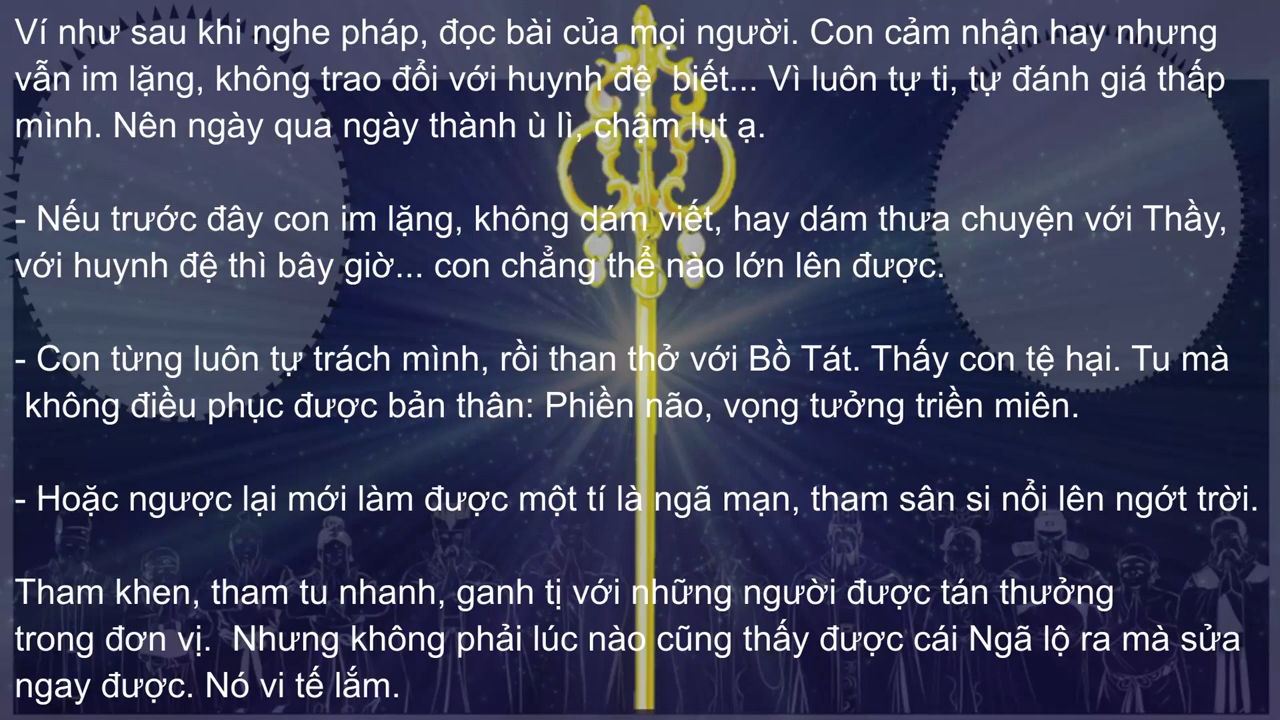 Ví như sau khi nghe pháp, đọc bài của mọi người. Con cảm nhận hay nhưng
vẫn im lặng, không trao đổi với huynh đệ  biết... Vì luôn tự ti, tự đánh giá thấp
mình. Nên ngày qua ngày thành ù lì, chậm lụt ạ.
- Nếu trước đây con im lặng, không dám viết, hay dám thưa chuyện với Thầy,
với huynh đệ thì bây giờ... con chẳng thể nào lớn lên được.
- Con từng luôn tự trách mình, rồi than thở với Bồ Tát. Thấy con tệ hại. Tu mà
không điều phục được bản thân: Phiền não, vọng tưởng triền miên.
- Hoặc ngược lại mới làm được một tí là ngã mạn, tham sân si nổi lên ngớt trời.
Tham khen, tham tu nhanh, ganh tị với những người được tán thưởng
trong đơn vị.  Nhưng không phải lúc nào cũng thấy được cái Ngã lộ ra mà sửa
ngay được. Nó vi tế lắm.